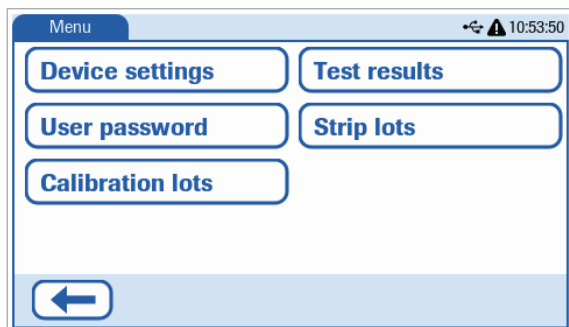 Menu 10:53:50
Device settings Test results
User password Strip lots
Calibration lots